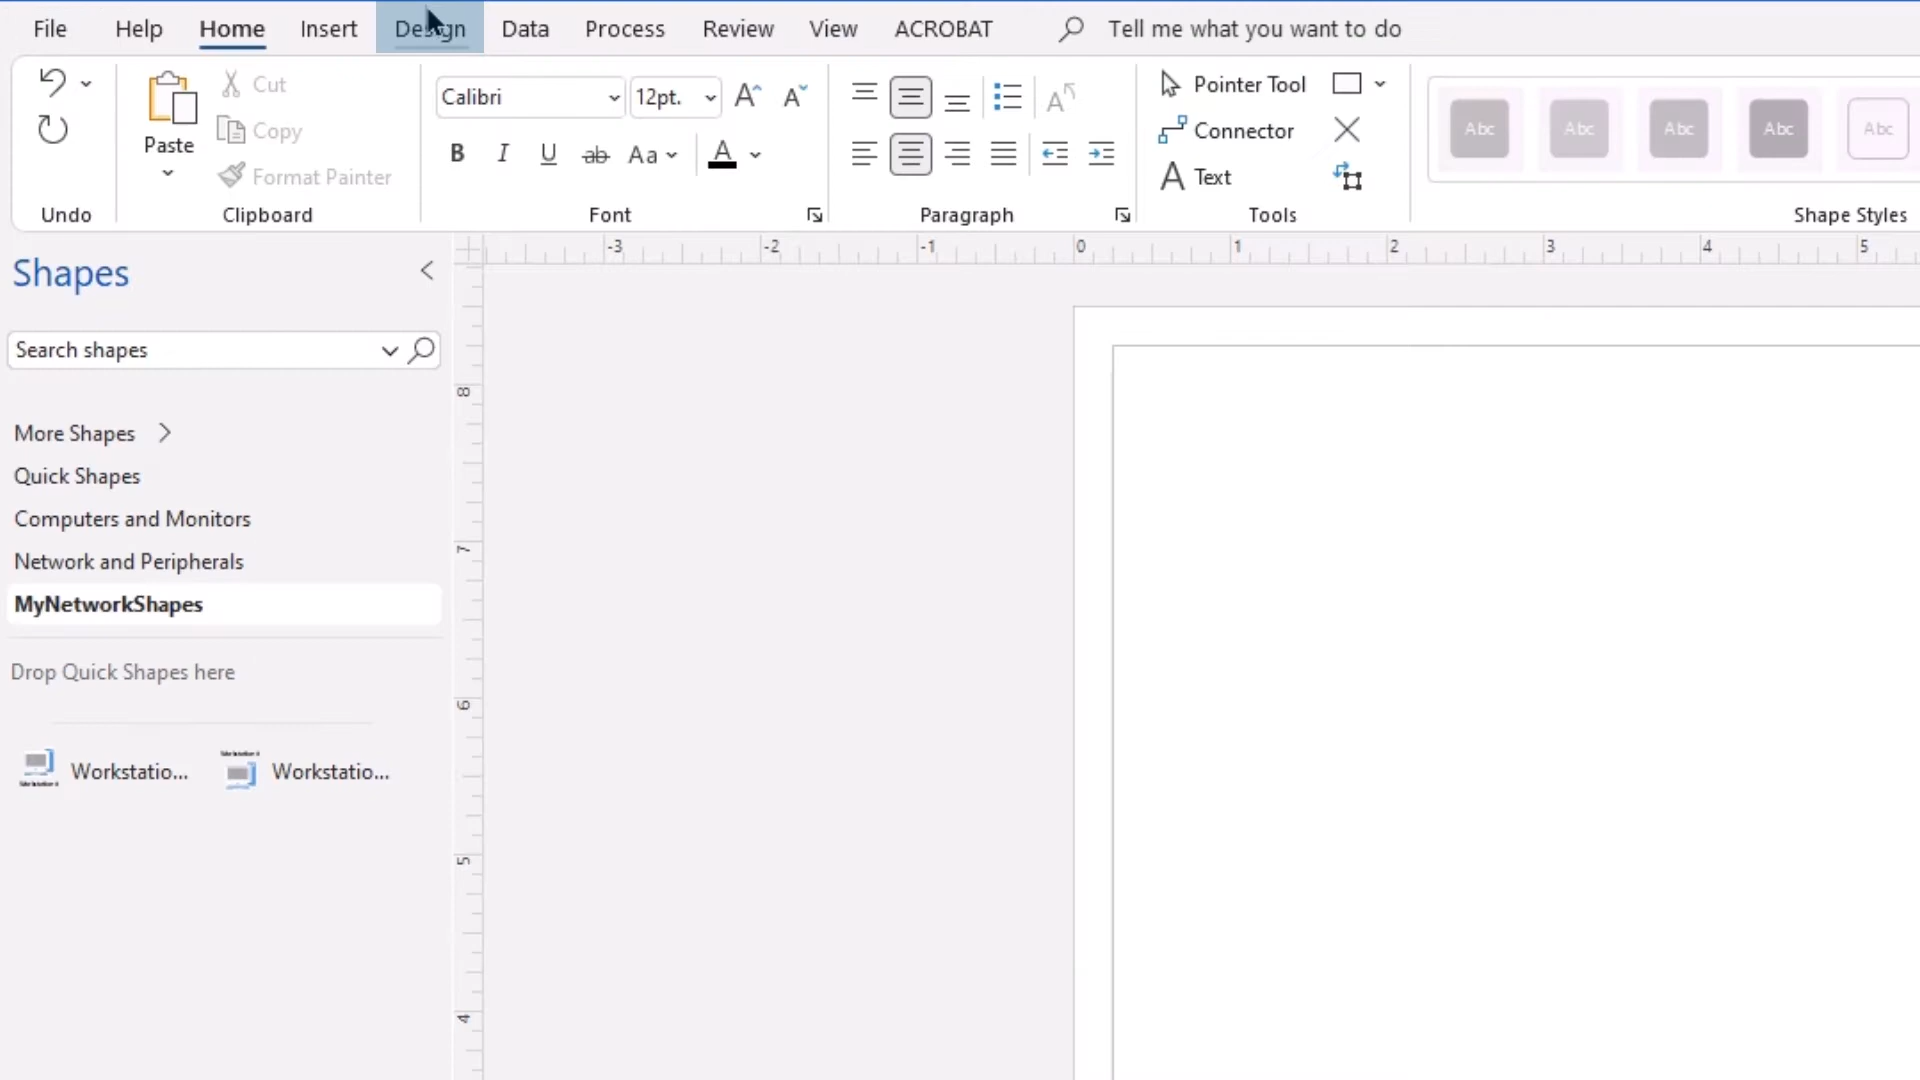 File Help Home Insert Design Data Process Review View ACROBAT Tell me what you want to do
Cut
Copy
Format Painter
Paste
Undo
Clipboard
Calibri 12pt.
B I U ab Aa A
Font
Paragraph
Pointer Tool
Connector
A Text
Tools
Abc Abc Abc Abc Abc
Shape Styles
Shapes
-3 -2 -1 0 1 2 3 4 5
Search shapes
More Shapes
Quick Shapes
Computers and Monitors
Network and Peripherals
MyNetworkShapes
Drop Quick Shapes here
Workstatio... Workstatio...
8
7
6
5
4